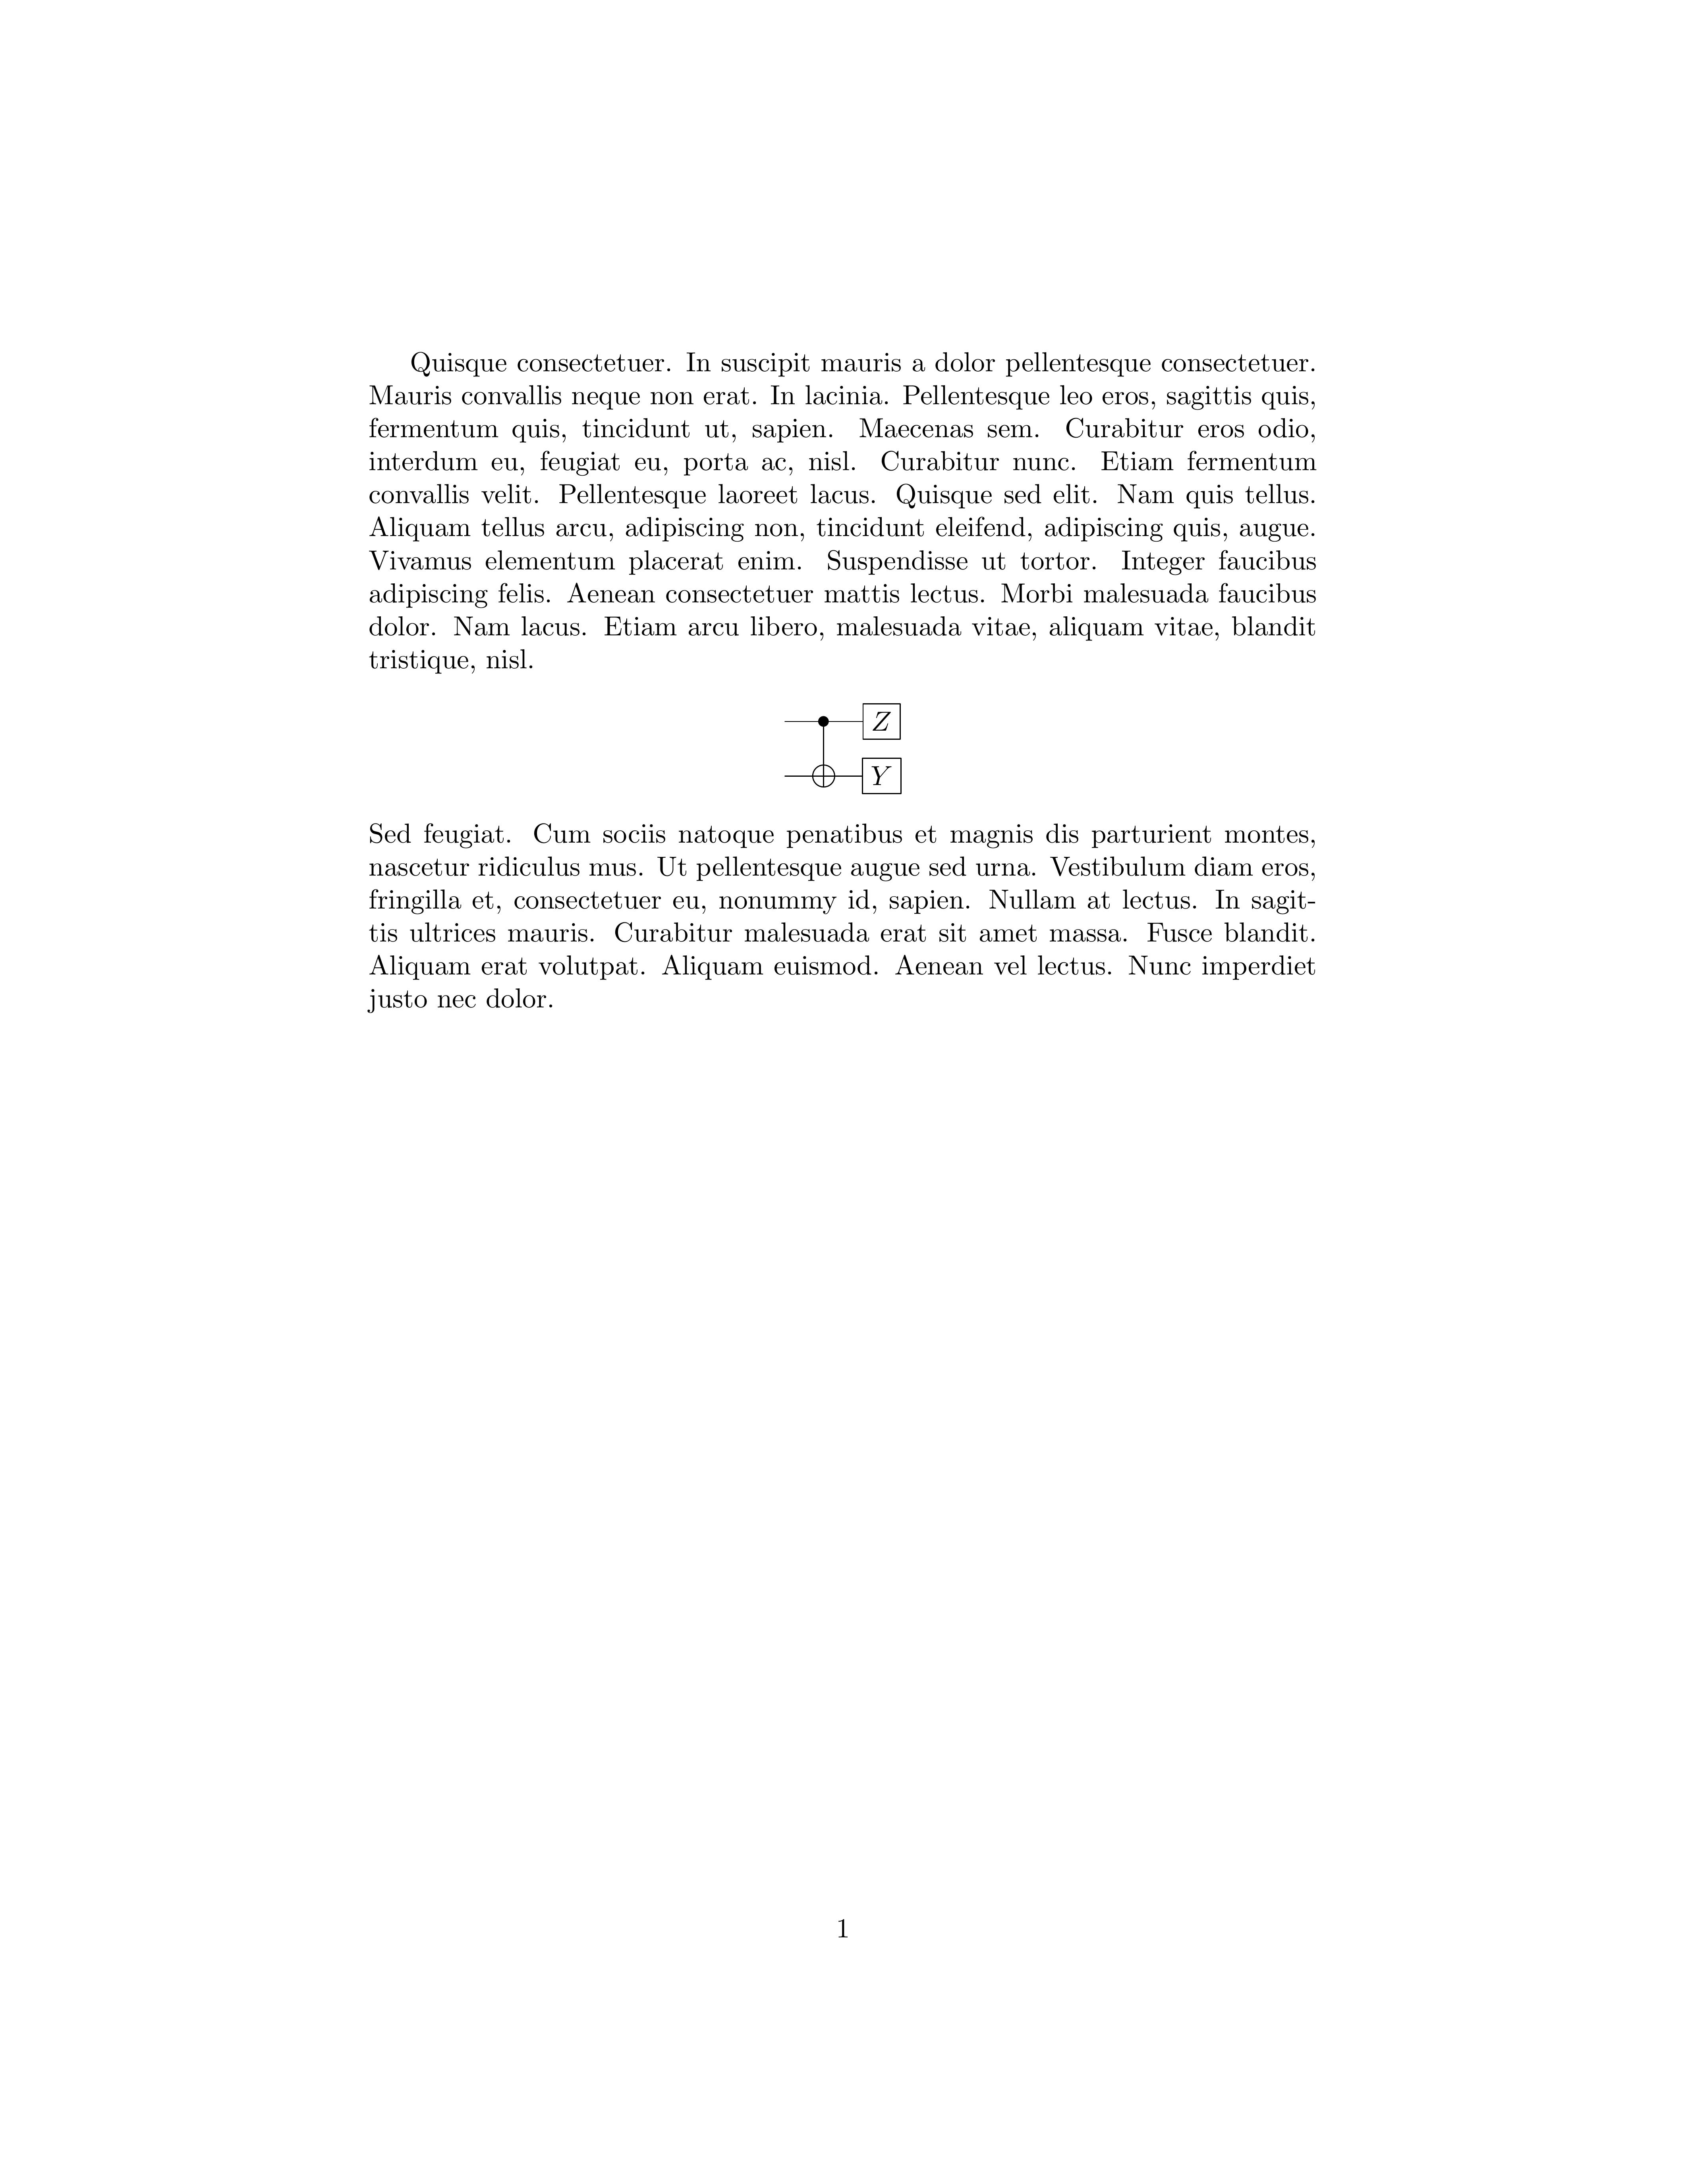 Quisque consectetuer. In suscipit mauris a dolor pellentesque consectetuer.
Mauris convallis neque non erat. In lacinia. Pellentesque leo eros, sagittis quis,
fermentum quis, tincidunt ut, sapien. Maecenas sem. Curabitur eros odio,
interdum eu, feugiat eu, porta ac, nisl. Curabitur nunc. Etiam fermentum
convallis velit. Pellentesque laoreet lacus. Quisque sed elit. Nam quis tellus.
Aliquam tellus arcu, adipiscing non, tincidunt eleifend, adipiscing quis, augue.
Vivamus elementum placerat enim. Suspendisse ut tortor. Integer faucibus
adipiscing felis. Aenean consectetuer mattis lectus. Morbi malesuada faucibus
dolor. Nam lacus. Etiam arcu libero, malesuada vitae, aliquam vitae, blandit
tristique, nisl.
Z
Y
Sed feugiat. Cum sociis natoque penatibus et magnis dis parturient montes,
nascetur ridiculus mus. Ut pellentesque augue sed urna. Vestibulum diam eros,
fringilla et, consectetuer eu, nonummy id, sapien. Nullam at lectus. In sagit-
tis ultrices mauris. Curabitur malesuada erat sit amet massa. Fusce blandit.
Aliquam erat volutpat. Aliquam euismod. Aenean vel lectus. Nunc imperdiet
justo nec dolor.
1